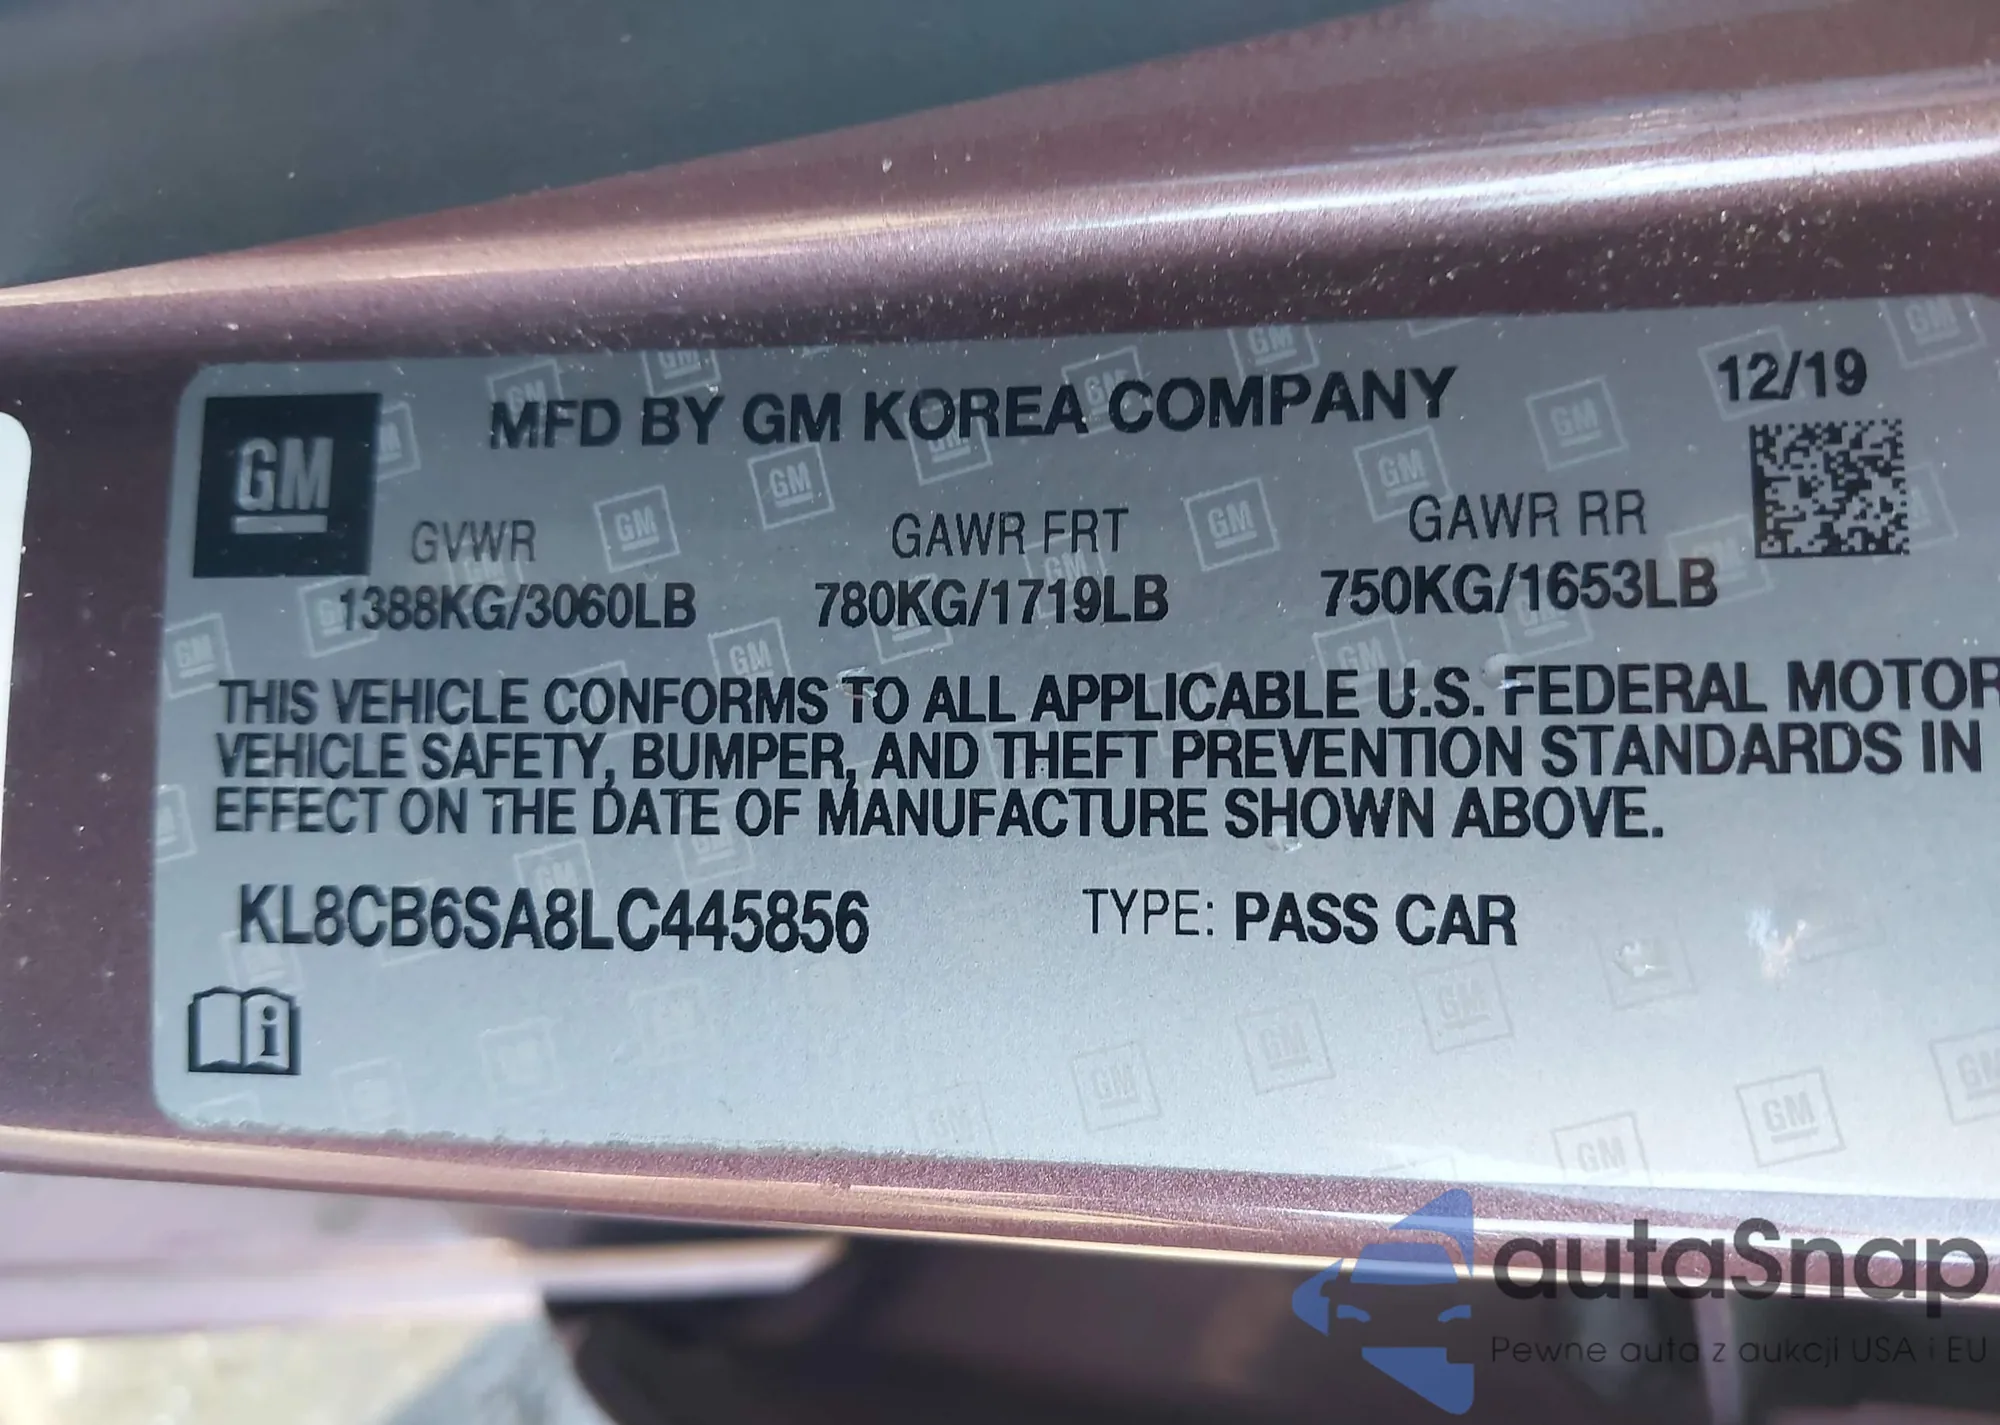 MFD BY GM KOREA COMPANY
12/19
GM
GVWR
GAWR FRT
GAWR RR
1388KG/3060LB
780KG/1719LB
750KG/1653LB
THIS VEHICLE CONFORMS TO ALL APPLICABLE U.S. FEDERAL MOTOR
VEHICLE SAFETY, BUMPER, AND THEFT PREVENTION STANDARDS IN
EFFECT ON THE DATE OF MANUFACTURE SHOWN ABOVE.
KL8CB6SA8LC445856
TYPE: PASS CAR
i
autaSnap
Pewne auta z aukcji USA i EU